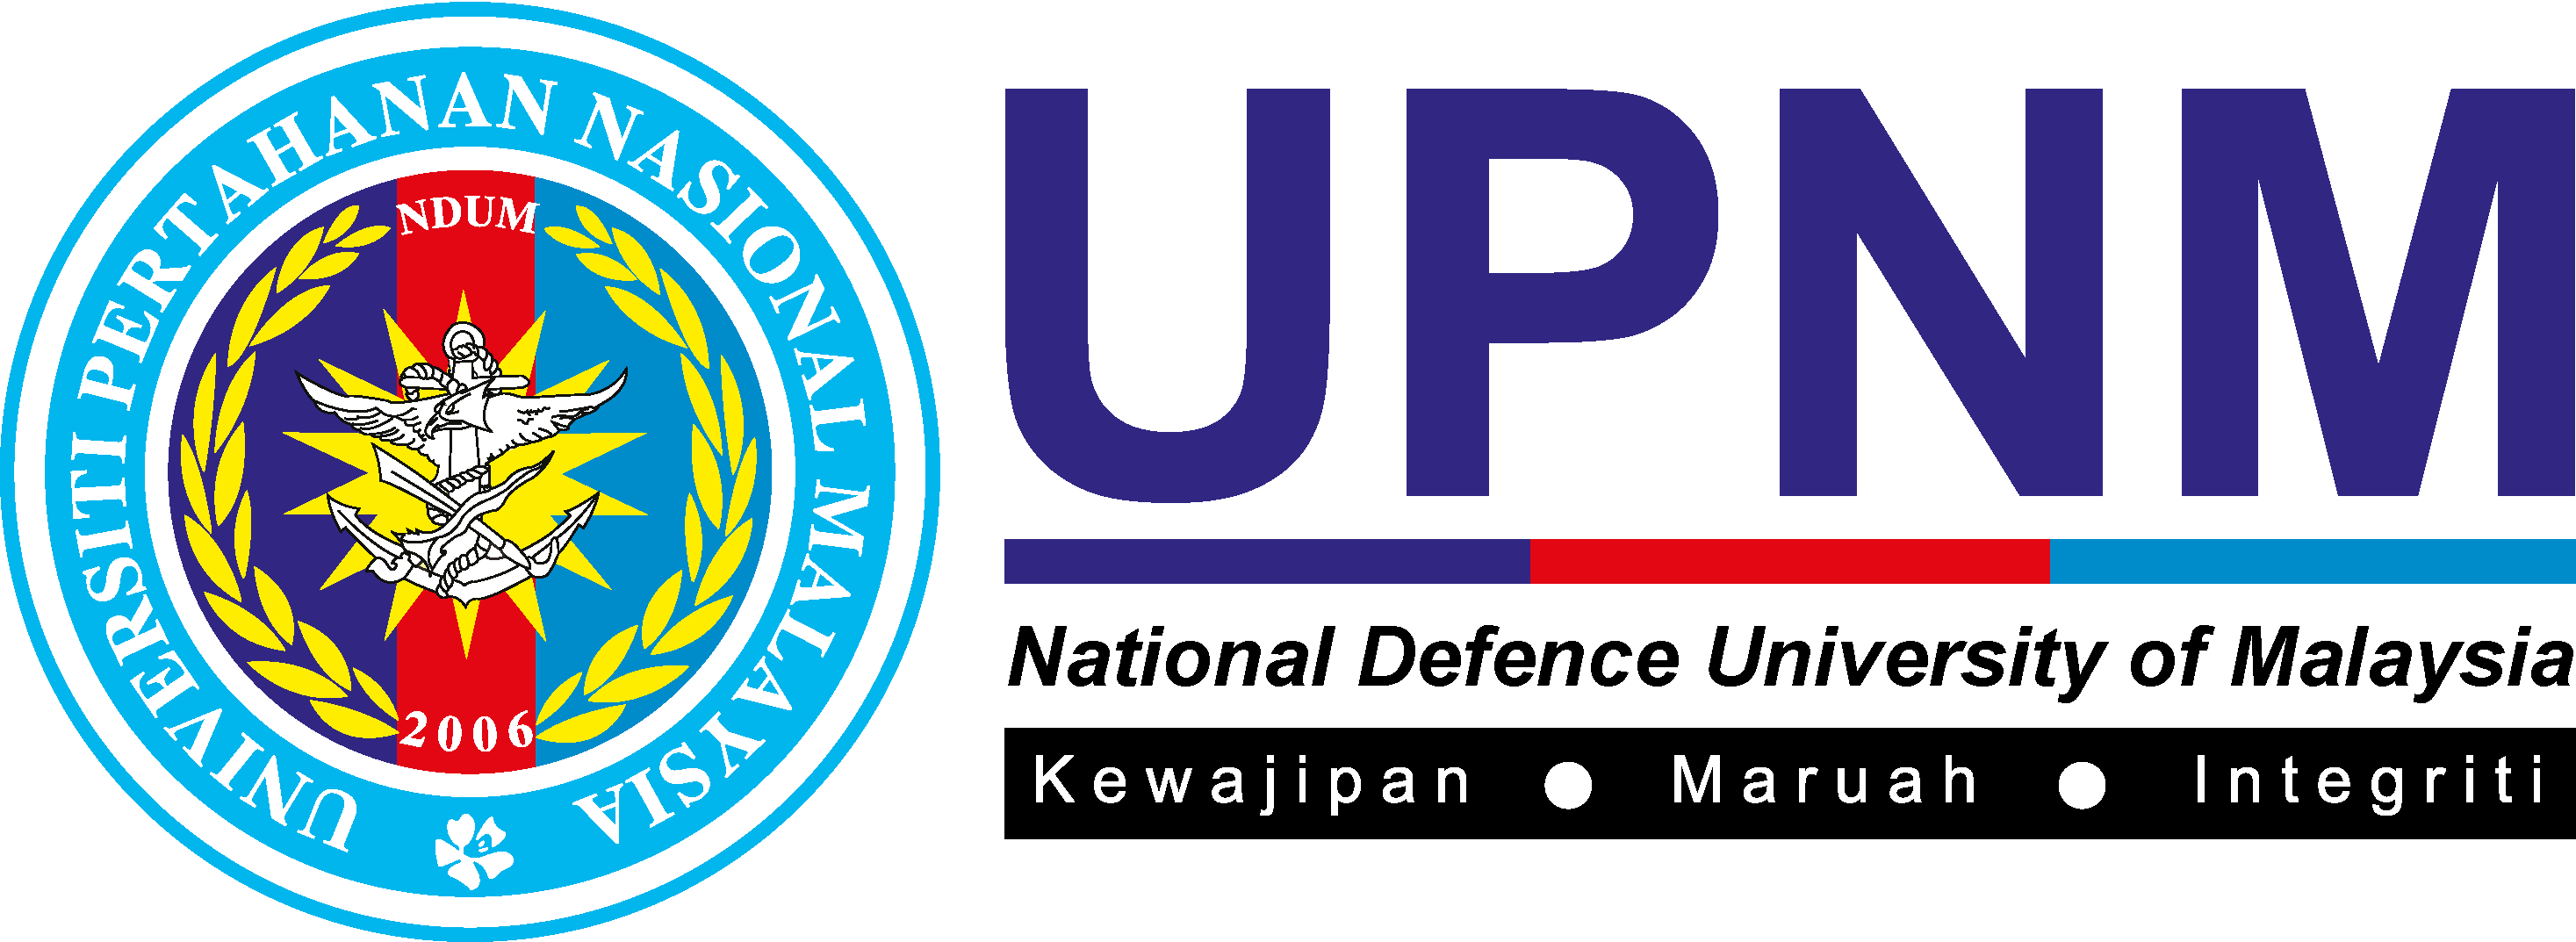 UNIVERSITI PERTAHANAN NASIONAL MALAYSIA
NDUM
2006
UPNM
National Defence University of Malaysia
Kewajipan ● Maruah ● Integriti